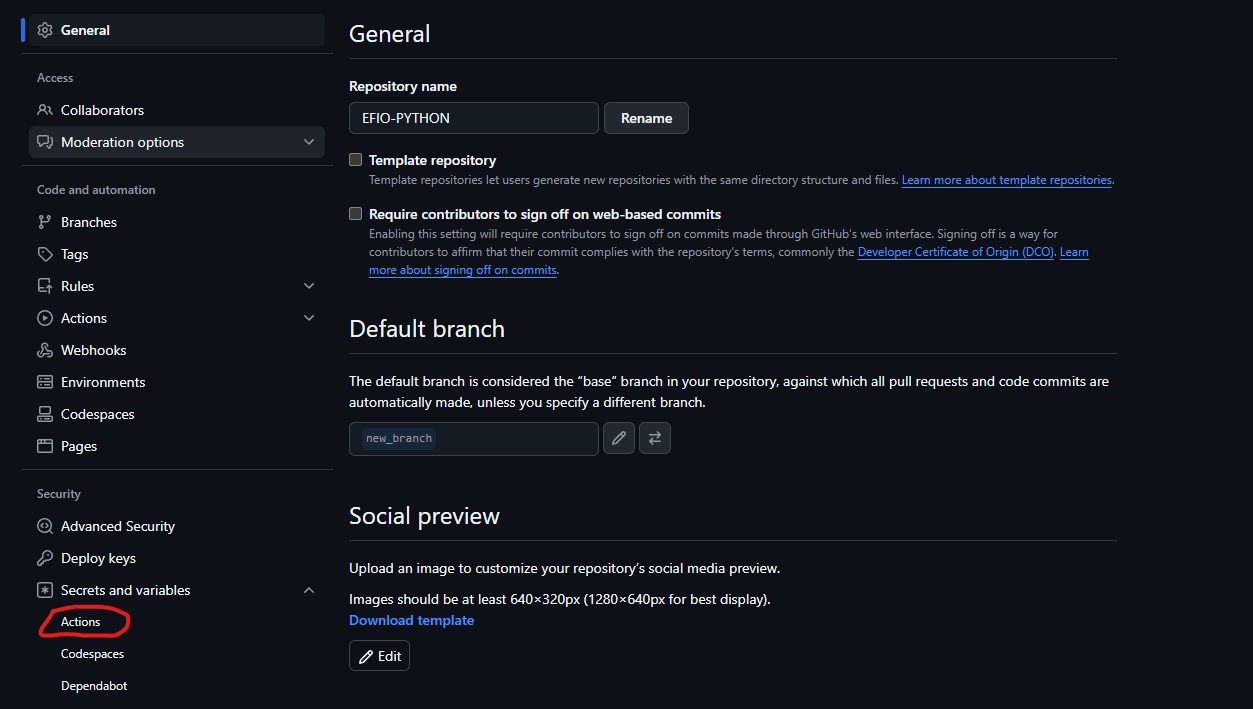 General
Access
Collaborators
Moderation options
Code and automation
Branches
Tags
Rules
Actions
Webhooks
Environments
Codespaces
Pages
Security
Advanced Security
Deploy keys
Secrets and variables
Actions
Codespaces
Dependabot
General
Repository name
EFIO-PYTHON
Rename
Template repository
Template repositories let users generate new repositories with the same directory structure and files. Learn more about template repositories.
Require contributors to sign off on web-based commits
Enabling this setting will require contributors to sign off on commits made through GitHub's web interface. Signing off is a way for
contributors to affirm that their commit complies with the repository's terms, commonly the Developer Certificate of Origin (DCO). Learn
more about signing off on commits.
Default branch
The default branch is considered the “base” branch in your repository, against which all pull requests and code commits are
automatically made, unless you specify a different branch.
new_branch
Social preview
Upload an image to customize your repository's social media preview.
Images should be at least 640×320px (1280×640px for best display).
Download template
Edit